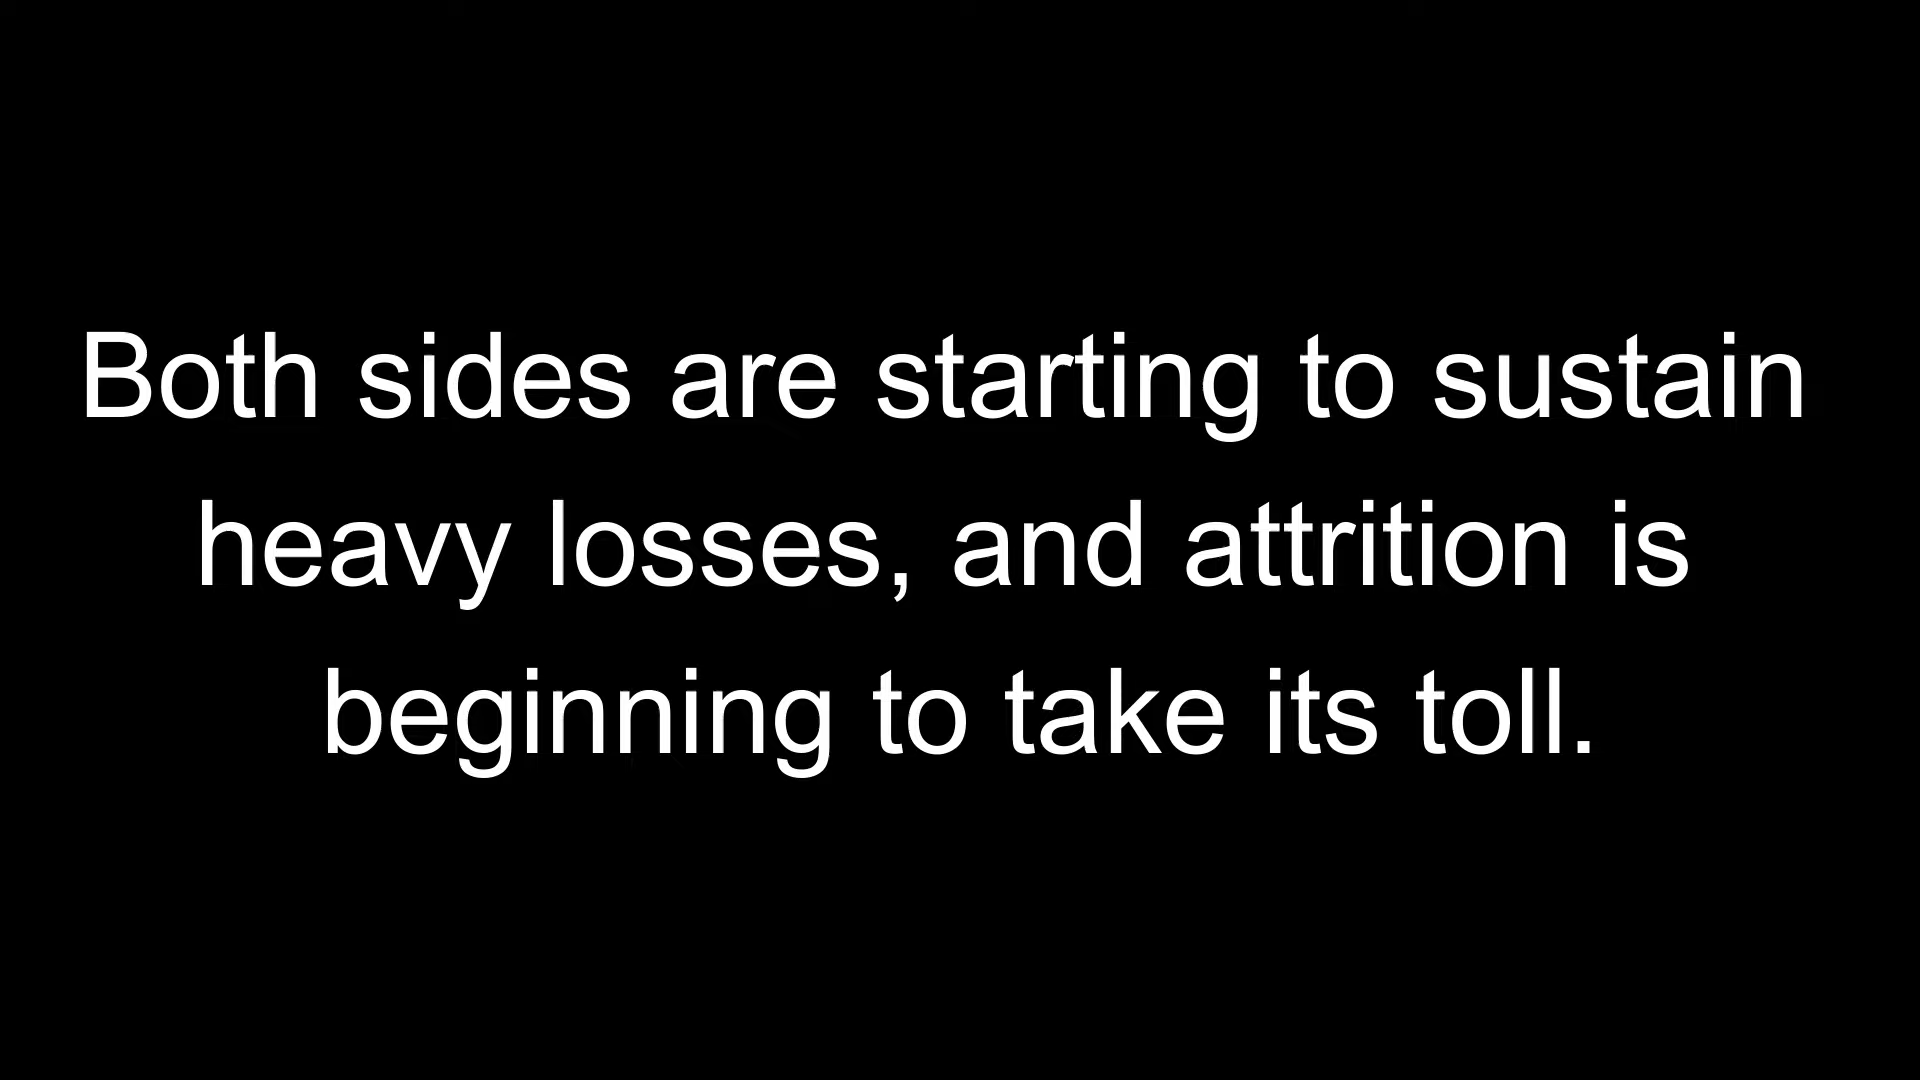 Both sides are starting to sustain
heavy losses, and attrition is
beginning to take its toll.